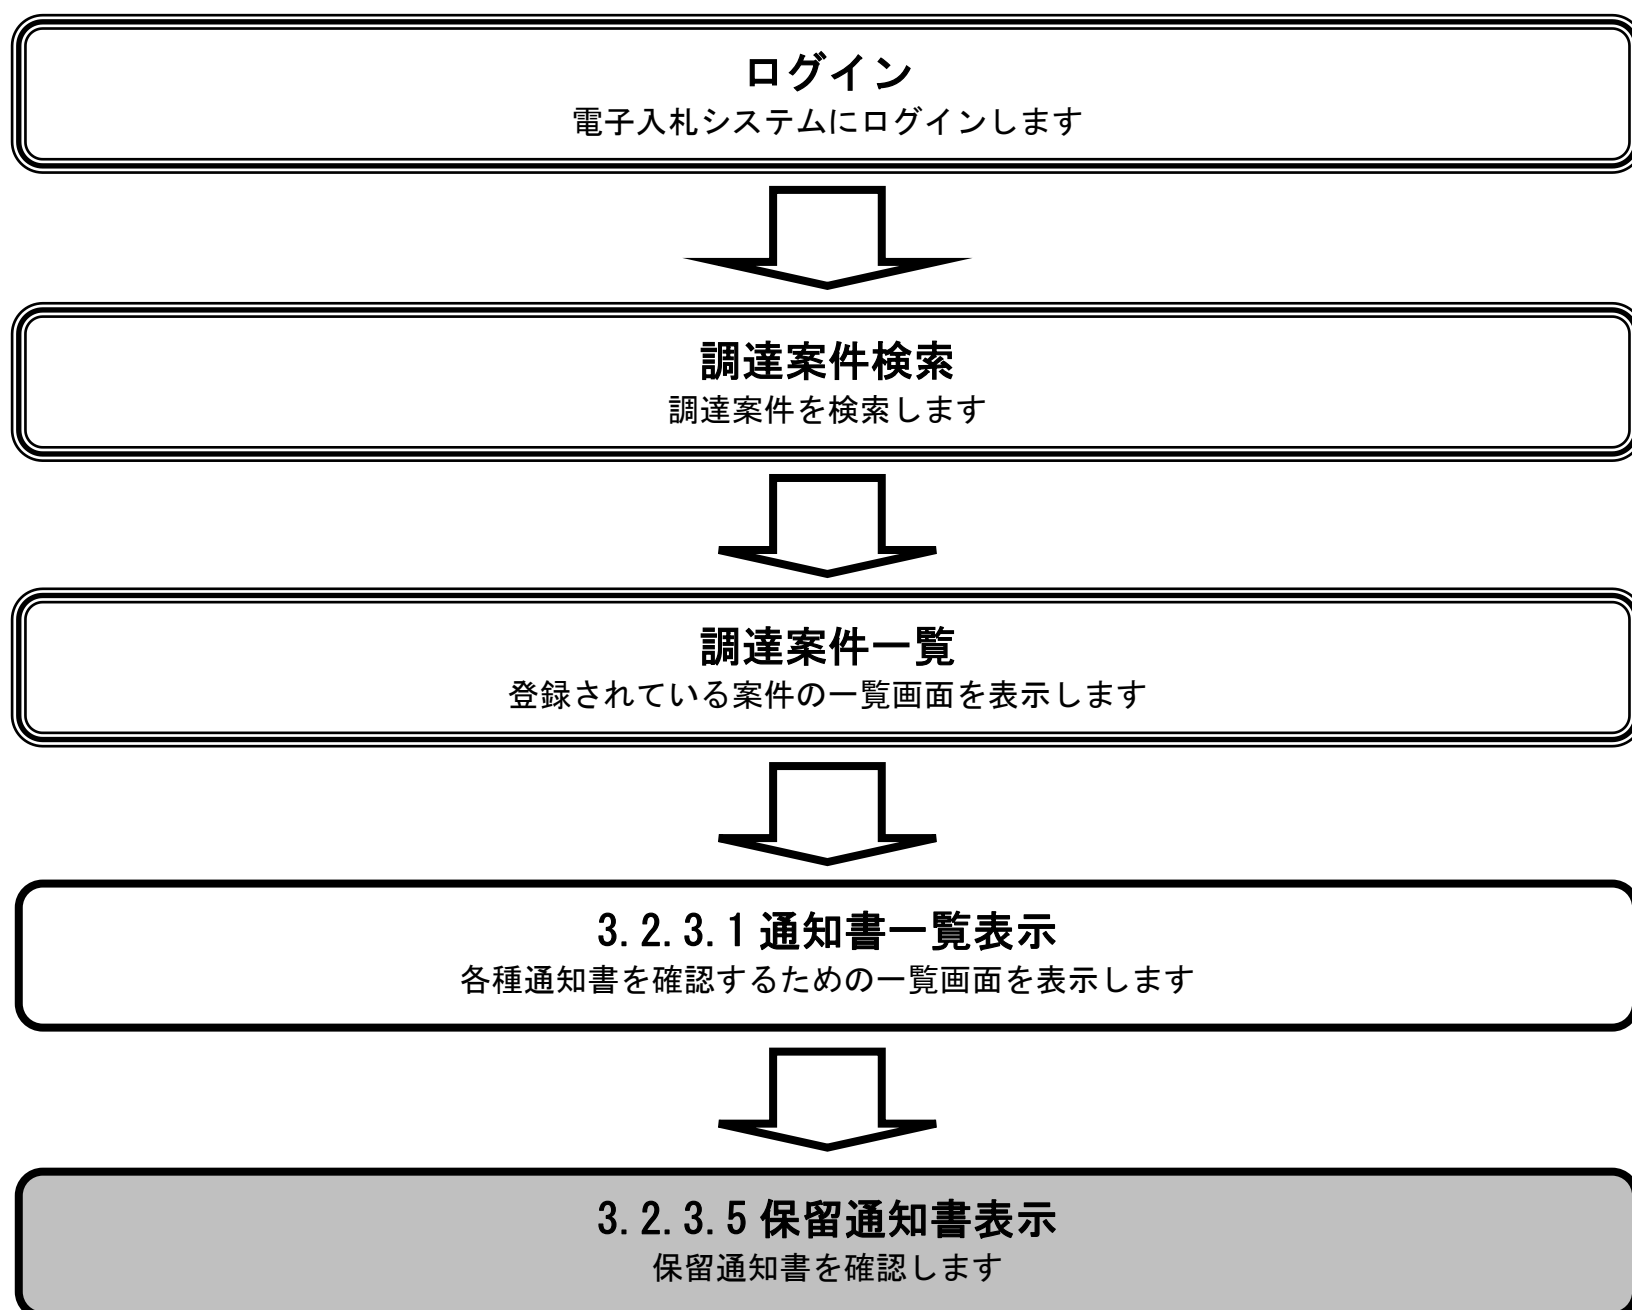 ログイン
電子入札システムにログインします
調達案件検索
調達案件を検索します
調達案件一覧
登録されている案件の一覧画面を表示します
3.2.3.1 通知書一覧表示
各種通知書を確認するための一覧画面を表示します
3.2.3.5 保留通知書表示
保留通知書を確認します